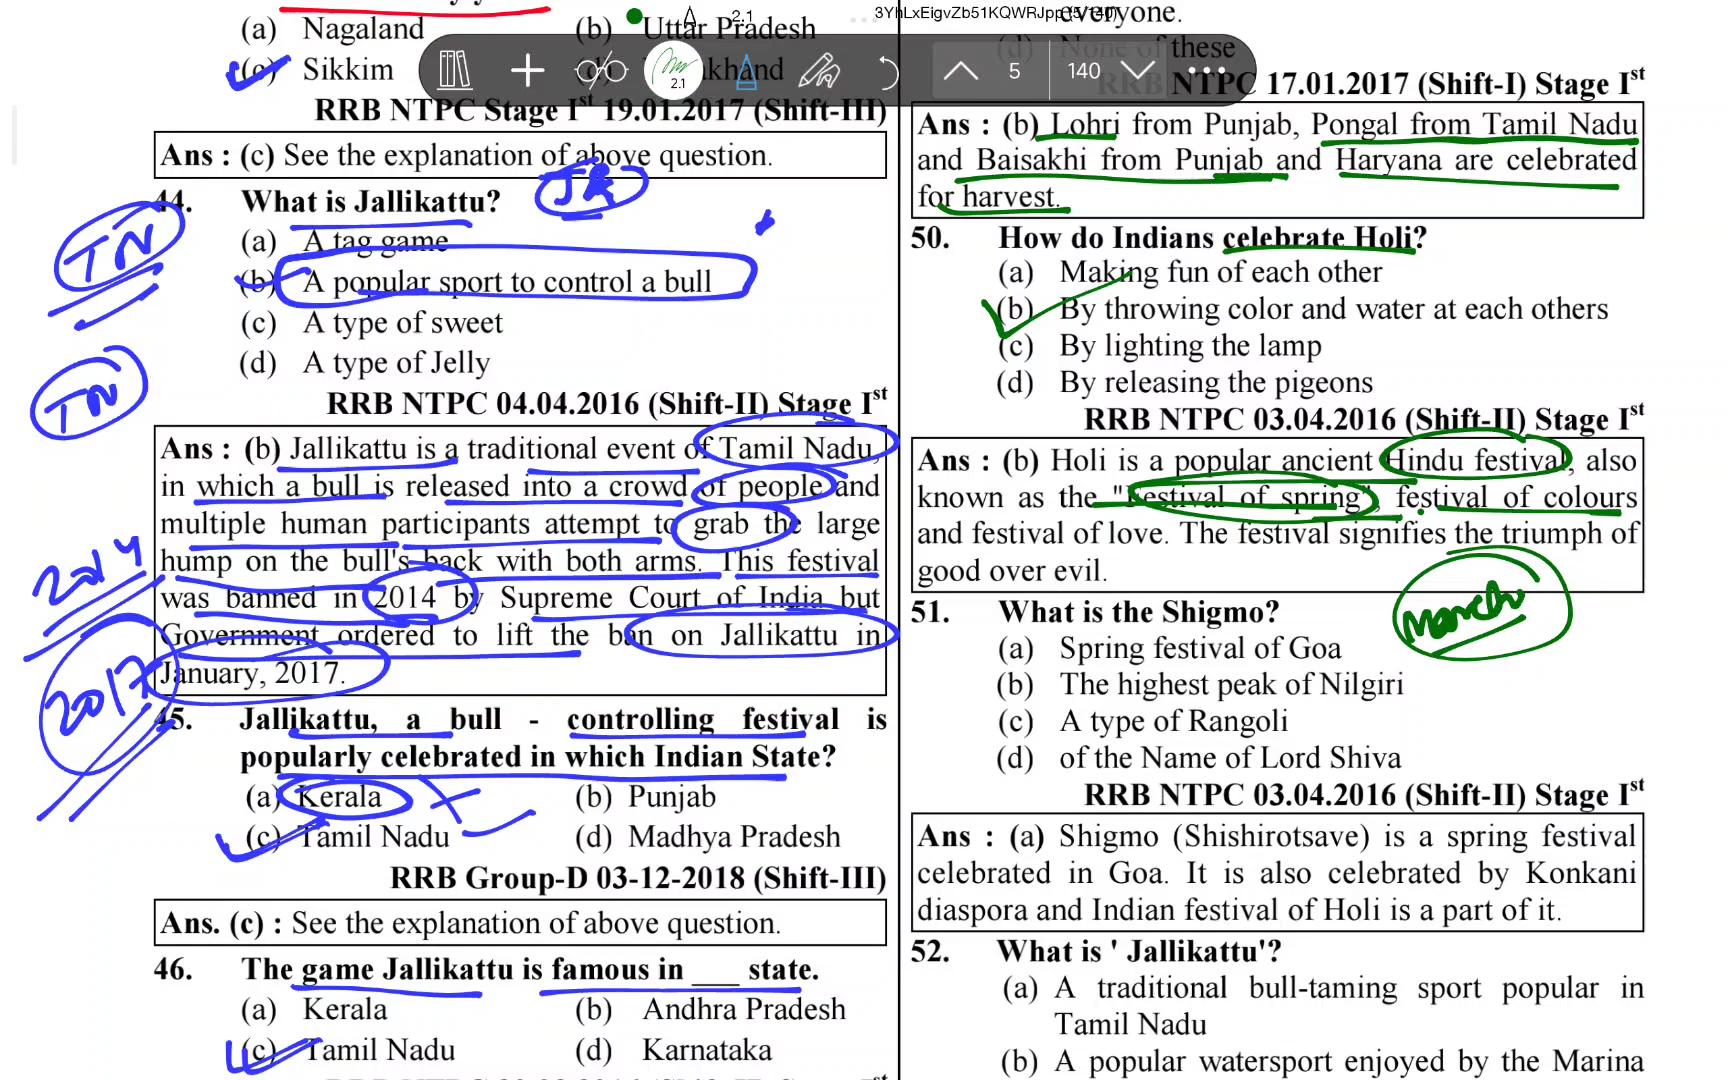 3YhLxEigvZb51KQWRJpp (5/140)
2.1
2.1
5
140
(a) Nagaland (b) Uttar Pradesh
(c) Sikkim
RRB NTPC Stage Ist 19.01.2017 (Shift-III)
Ans : (c) See the explanation of above question.
44. What is Jallikattu?
(a) A tag game
(b) A popular sport to control a bull
(c) A type of sweet
(d) A type of Jelly
RRB NTPC 04.04.2016 (Shift-II) Stage Ist
Ans : (b) Jallikattu is a traditional event of Tamil Nadu,
in which a bull is released into a crowd of people and
multiple human participants attempt to grab the large
hump on the bull's back with both arms. This festival
was banned in 2014 by Supreme Court of India but
Government ordered to lift the ban on Jallikattu in
January, 2017.
45. Jallikattu, a bull - controlling festival is
popularly celebrated in which Indian State?
(a) Kerala (b) Punjab
(c) Tamil Nadu (d) Madhya Pradesh
RRB Group-D 03-12-2018 (Shift-III)
Ans. (c) : See the explanation of above question.
46. The game Jallikattu is famous in ___ state.
(a) Kerala (b) Andhra Pradesh
(c) Tamil Nadu (d) Karnataka
TN
TN
2014
2017
everyone.
(d) None of these
RRB NTPC 17.01.2017 (Shift-I) Stage Ist
Ans : (b) Lohri from Punjab, Pongal from Tamil Nadu
and Baisakhi from Punjab and Haryana are celebrated
for harvest.
50. How do Indians celebrate Holi?
(a) Making fun of each other
(b) By throwing color and water at each others
(c) By lighting the lamp
(d) By releasing the pigeons
RRB NTPC 03.04.2016 (Shift-II) Stage Ist
Ans : (b) Holi is a popular ancient Hindu festival, also
known as the "Festival of spring", festival of colours
and festival of love. The festival signifies the triumph of
good over evil.
March
51. What is the Shigmo?
(a) Spring festival of Goa
(b) The highest peak of Nilgiri
(c) A type of Rangoli
(d) of the Name of Lord Shiva
RRB NTPC 03.04.2016 (Shift-II) Stage Ist
Ans : (a) Shigmo (Shishirotsave) is a spring festival
celebrated in Goa. It is also celebrated by Konkani
diaspora and Indian festival of Holi is a part of it.
52. What is ' Jallikattu'?
(a) A traditional bull-taming sport popular in
Tamil Nadu
(b) A popular watersport enjoyed by the Marina